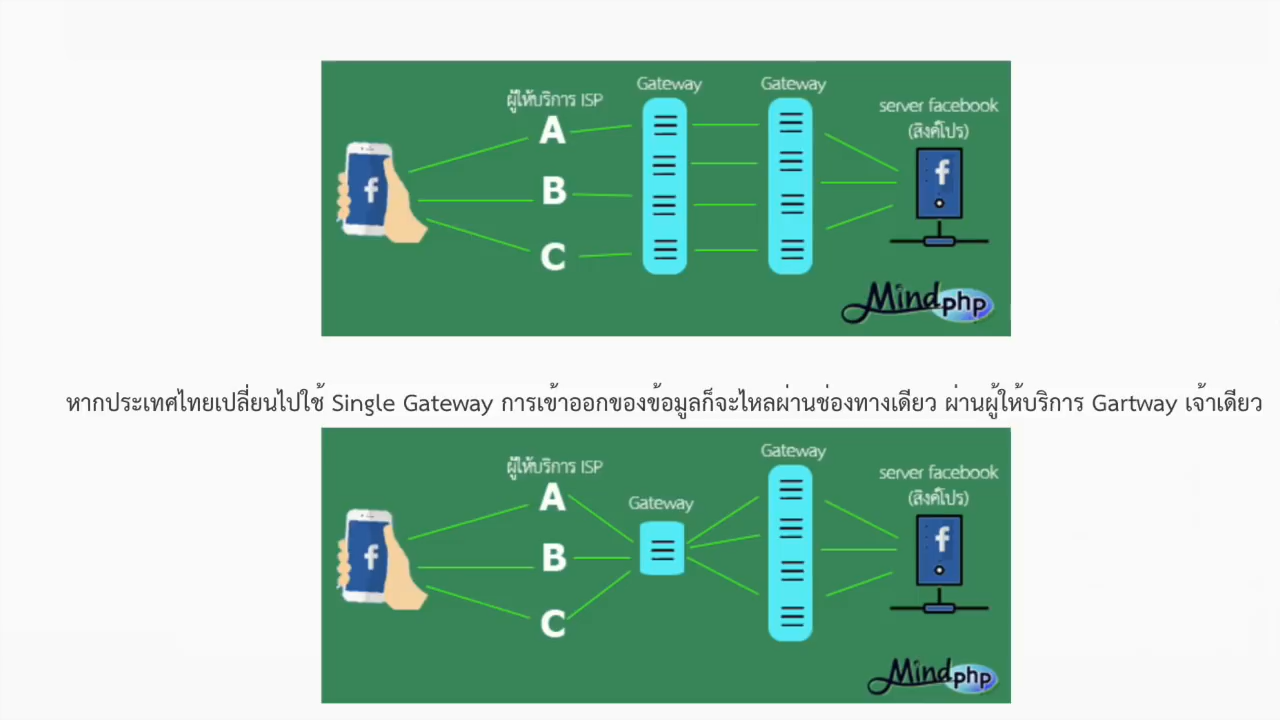 Gateway
Gateway
ผู้ให้บริการ ISP
server facebook
(สิงค์โปร)
A
B
C
f
f
Mindphp
หากประเทศไทยเปลี่ยนไปใช้ Single Gateway การเข้าออกของข้อมูลก็จะไหลผ่านช่องทางเดียว ผ่านผู้ให้บริการ Gartway เจ้าเดียว
Gateway
ผู้ให้บริการ ISP
server facebook
(สิงค์โปร)
A
Gateway
B
C
f
f
Mindphp